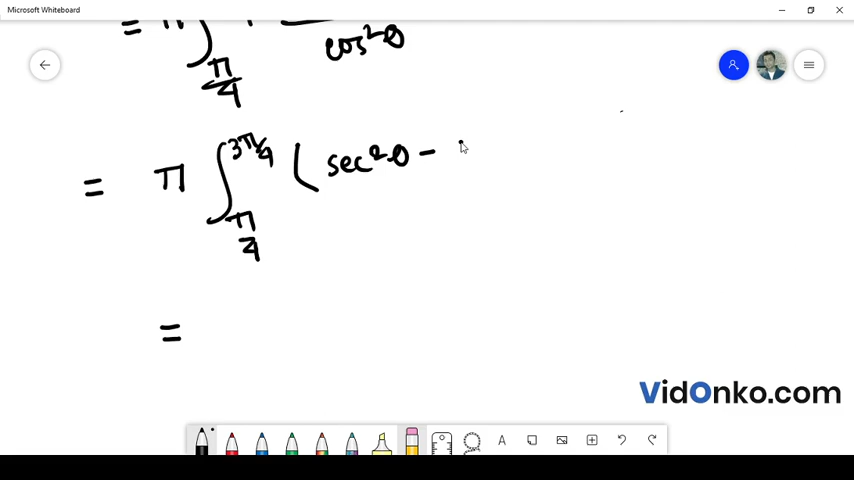 Microsoft Whiteboard
= π ∫
cos²θ
π/4
= π ∫ 3π/4 ( sec²θ −
π/4
=
VidOnko.com
A